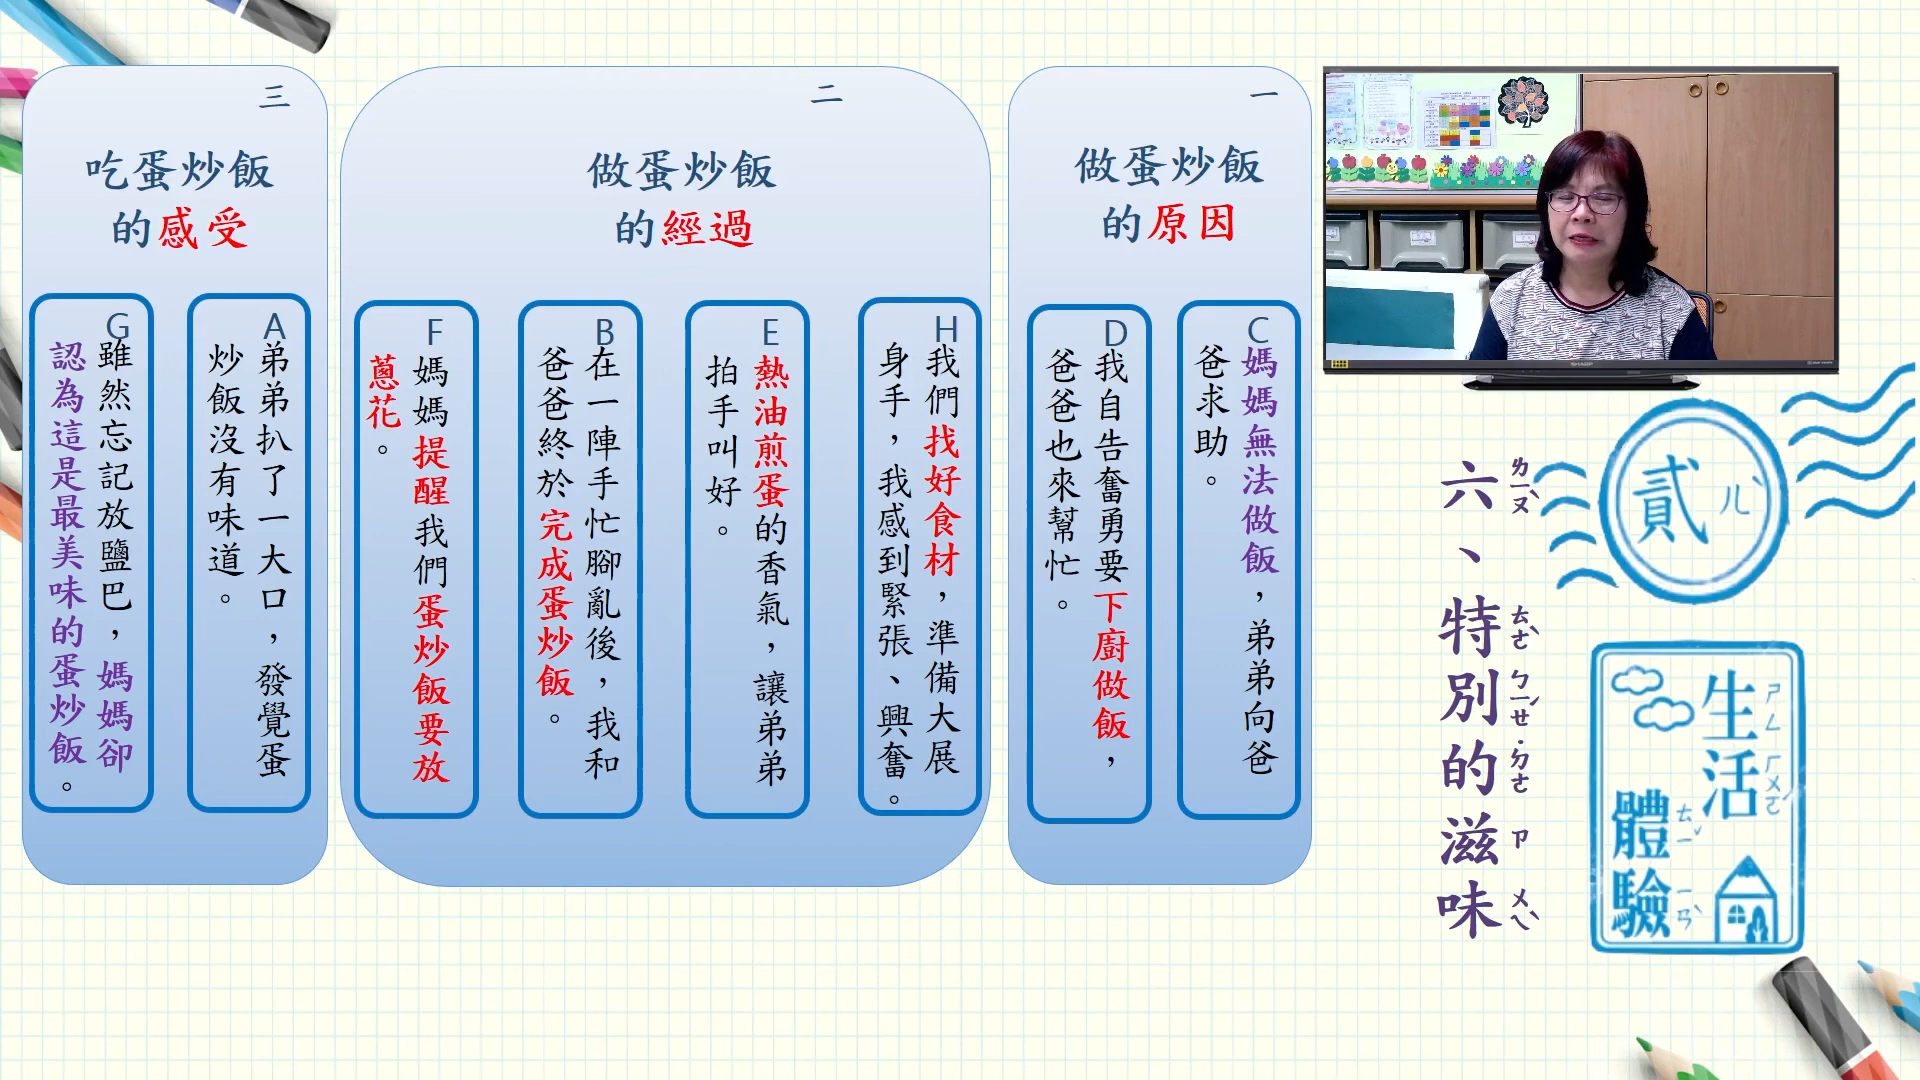 一
做蛋炒飯
的原因
C
媽媽無法做飯，弟弟向爸
爸求助。
D
我自告奮勇要下廚做飯，
爸爸也來幫忙。
二
做蛋炒飯
的經過
H
我們找好食材，準備大展
身手，我感到緊張、興奮。
E
熱油煎蛋的香氣，讓弟弟
拍手叫好。
B
在一陣手忙腳亂後，我和
爸爸終於完成蛋炒飯。
F
媽媽提醒我們蛋炒飯要放
蔥花。
三
吃蛋炒飯
的感受
A
弟弟扒了一大口，發覺蛋
炒飯沒有味道。
G
雖然忘記放鹽巴，媽媽卻
認為這是最美味的蛋炒飯。
貳
ㄦˋ
生活
ㄕㄥ ㄏㄨㄛˊ
體驗
ㄊㄧˇ ㄧㄢˋ
六、特別的滋味
ㄌㄧㄡˋ ㄊㄜˋ ㄅㄧㄝˊ ˙ㄉㄜ ㄗ ㄨㄟˋ